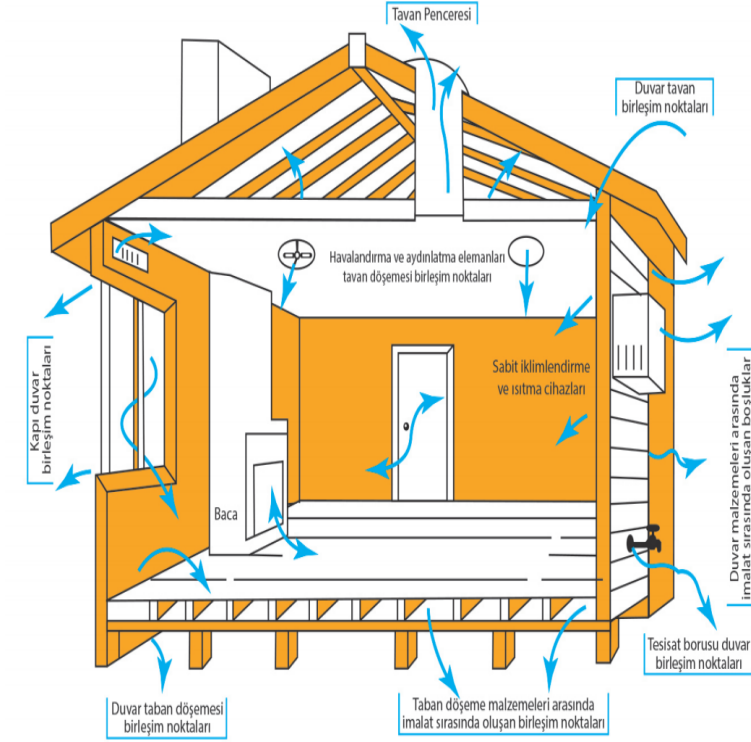 Tavan Penceresi
Duvar tavan
birleşim noktaları
Havalandırma ve aydınlatma elemanları
tavan döşemesi birleşim noktaları
Kapı duvar
birleşim noktaları
Sabit iklimlendirme
ve ısıtma cihazları
Duvar malzemeleri arasında
imalat sırasında oluşan boşluklar
Baca
Tesisat borusu duvar
birleşim noktaları
Duvar taban döşemesi
birleşim noktaları
Taban döşeme malzemeleri arasında
imalat sırasında oluşan birleşim noktaları